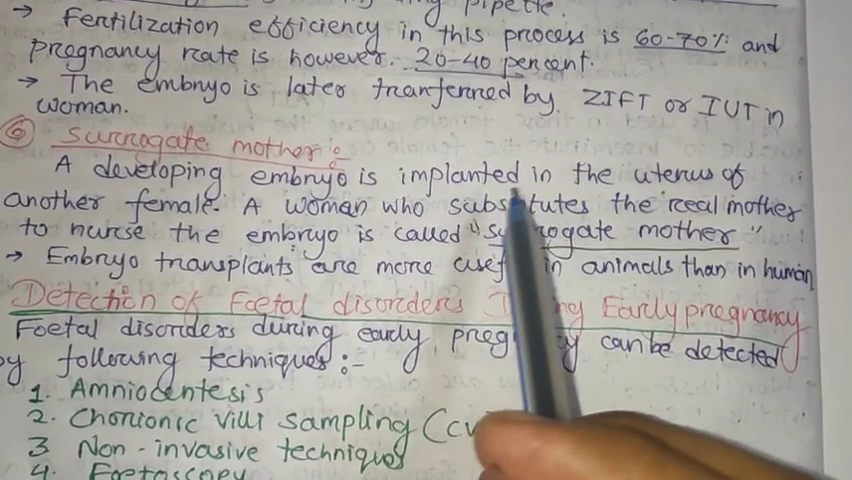 pipette.
→ Fertilization efficiency in this process is 60-70% and
pregnancy rate is however. 20-40 percent.
→ The embryo is later tranferred by ZIFT or IUT in
woman.
⑥ Surrogate mother:-
A developing embryo is implanted in the uterus of
another female. A woman who substitutes the real mother
to nurse the embryo is called "surrogate mother"
→ Embryo transplants are more in animals than in human
Detection of Foetal disorders Early pregnancy
Foetal disorders during early can be detected
by following techniques:-
1. Amniocentesis
2. Chorionic villi sampling (cv
3 Non-invasive techniques
4. Foetoscopy